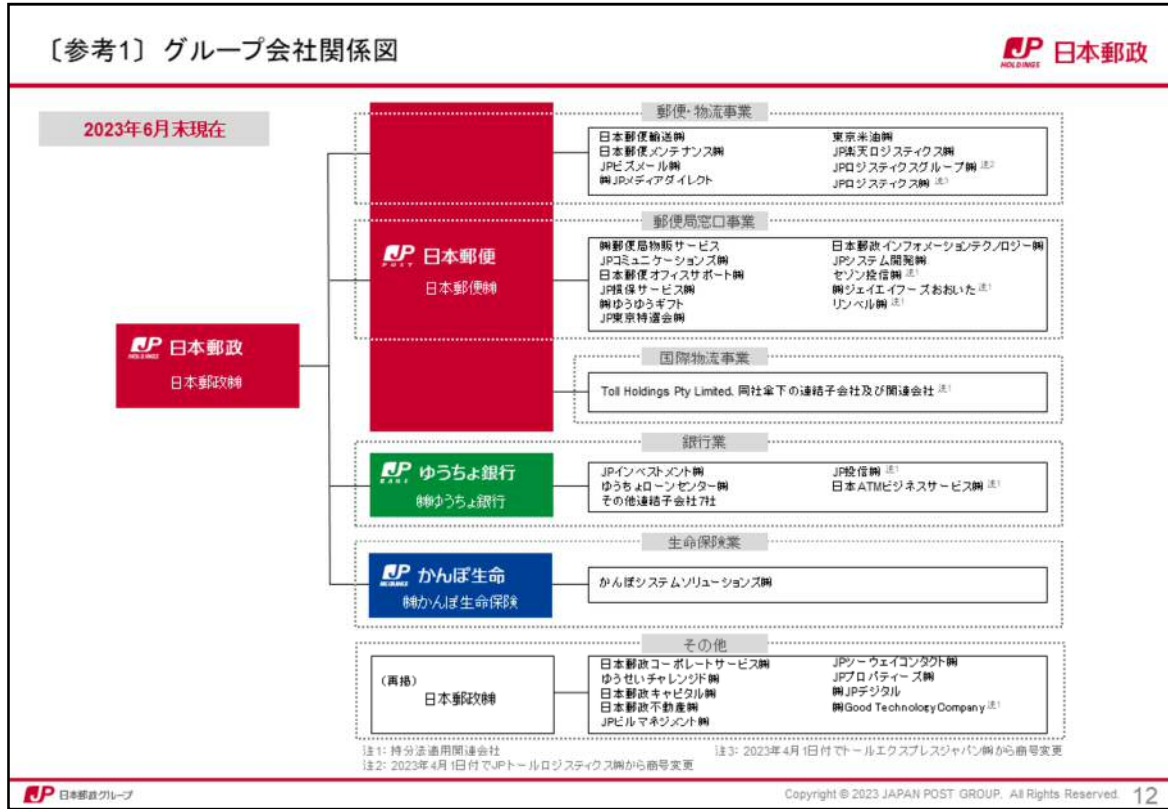 〔参考1〕グループ会社関係図
JP HOLDINGS 日本郵政
2023年6月末現在
郵便・物流事業
日本郵便輸送㈱
日本郵便メンテナンス㈱
JPビズメール㈱
㈱JPメディアダイレクト
東京米油㈱
JP楽天ロジスティクス㈱
JPロジスティクスグループ㈱ 注2
JPロジスティクス㈱ 注3
郵便局窓口事業
JP POST 日本郵便
日本郵便㈱
㈱郵便局物販サービス
JPコミュニケーションズ㈱
日本郵便オフィスサポート㈱
JP損保サービス㈱
㈱ゆうゆうギフト
JP東京特選会㈱
日本郵政インフォメーションテクノロジー㈱
JPシステム開発㈱
セゾン投信㈱ 注1
㈱ジェイエイフーズおおいた 注1
リンベル㈱ 注1
JP HOLDINGS 日本郵政
日本郵政㈱
国際物流事業
Toll Holdings Pty Limited. 同社傘下の連結子会社及び関連会社 注1
銀行業
JP BANK ゆうちょ銀行
㈱ゆうちょ銀行
JPインベストメント㈱
ゆうちょローンセンター㈱
その他連結子会社7社
JP投信㈱ 注1
日本ATMビジネスサービス㈱ 注1
生命保険業
JP INSURANCE かんぽ生命
㈱かんぽ生命保険
かんぽシステムソリューションズ㈱
その他
(再掲)
日本郵政㈱
日本郵政コーポレートサービス㈱
ゆうせいチャレンジド㈱
日本郵政キャピタル㈱
日本郵政不動産㈱
JPビルマネジメント㈱
JPツーウェイコンタクト㈱
JPプロパティーズ㈱
㈱JPデジタル
㈱Good Technology Company 注1
注1: 持分法適用関連会社
注2: 2023年4月1日付でJPトールロジスティクス㈱から商号変更
注3: 2023年4月1日付でトールエクスプレスジャパン㈱から商号変更
JP 日本郵政グループ
Copyright © 2023 JAPAN POST GROUP. All Rights Reserved. 12